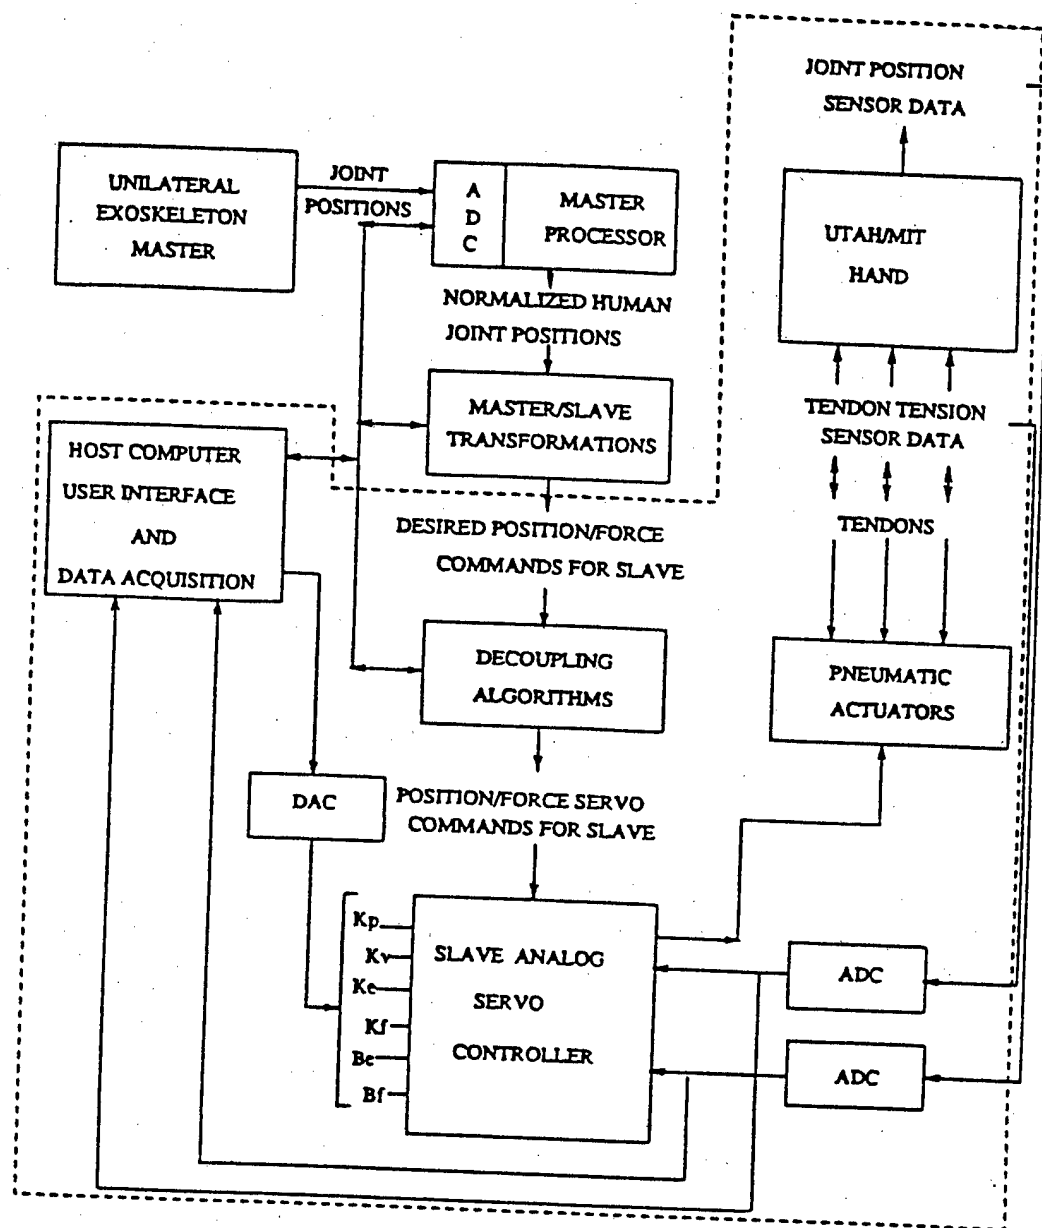 JOINT POSITION
SENSOR DATA
UNILATERAL
EXOSKELETON
MASTER
JOINT
POSITIONS
A
D
C
MASTER
PROCESSOR
UTAH/MIT
HAND
NORMALIZED HUMAN
JOINT POSITIONS
MASTER/SLAVE
TRANSFORMATIONS
TENDON TENSION
SENSOR DATA
HOST COMPUTER
USER INTERFACE
AND
DATA ACQUISITION
TENDONS
DESIRED POSITION/FORCE
COMMANDS FOR SLAVE
DECOUPLING
ALGORITHMS
PNEUMATIC
ACTUATORS
DAC
POSITION/FORCE SERVO
COMMANDS FOR SLAVE
Kp
Kv
Ke
Kf
Be
Bf
SLAVE ANALOG
SERVO
CONTROLLER
ADC
ADC